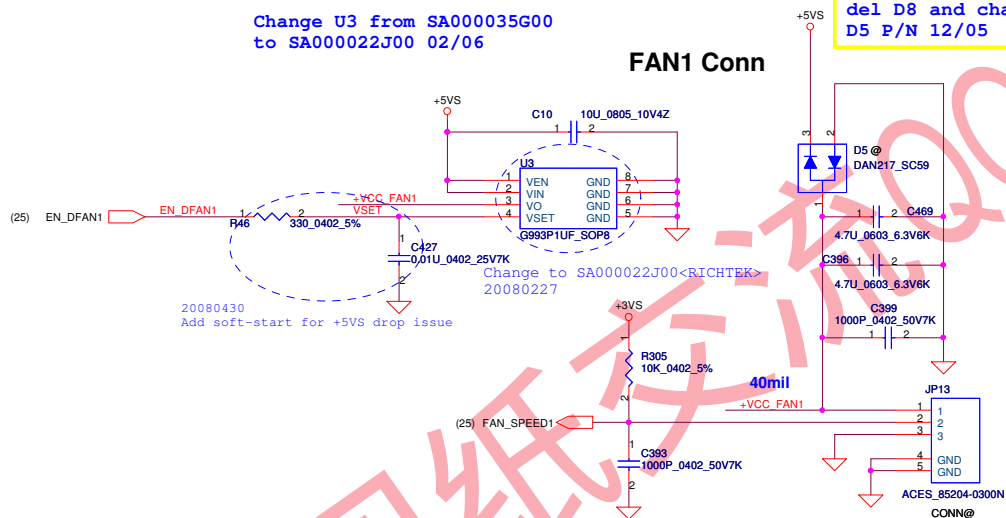 Change U3 from SA000035G00
to SA000022J00 02/06
del D8 and cha
D5 P/N 12/05
FAN1 Conn
+5VS
+5VS
C10
10U_0805_10V4Z
1
2
3
2
D5 @
DAN217_SC59
1
U3
1
VEN
GND
8
2
VIN
GND
7
3
VO
GND
6
4
VSET
GND
5
G993P1UF_SOP8
(25)
EN_DFAN1
EN_DFAN1
1
2
R46
330_0402_5%
+VCC_FAN1
VSET
1
C427
0.01U_0402_25V7K
2
Change to SA000022J00<RICHTEK>
20080227
20080430
Add soft-start for +5VS drop issue
1
2
C469
4.7U_0603_6.3V6K
C396
1
2
4.7U_0603_6.3V6K
C399
1000P_0402_50V7K
1
2
+3VS
1
R305
10K_0402_5%
2
40mil
+VCC_FAN1
(25)
FAN_SPEED1
1
C393
1000P_0402_50V7K
2
JP13
1
1
2
2
3
3
4
GND
5
GND
ACES_85204-0300N
CONN@